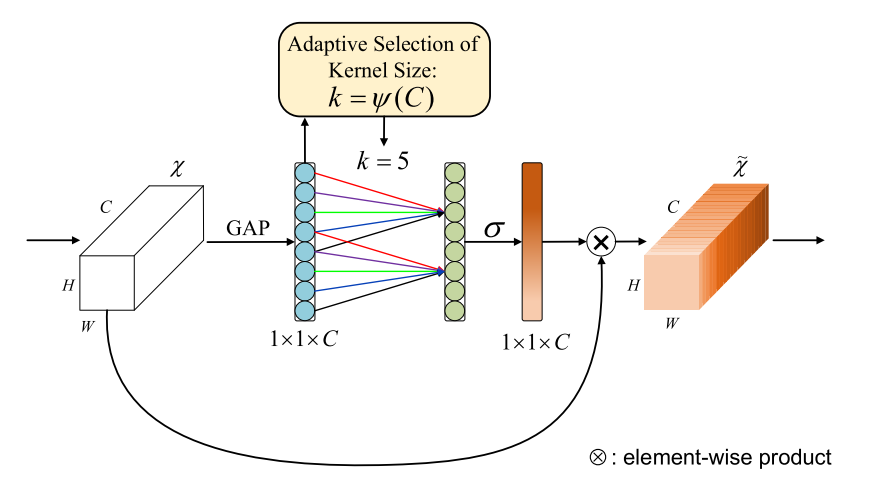 Adaptive Selection of
Kernel Size:
k = ψ(C)
k = 5
χ
C
H
W
GAP
1×1×C
σ
1×1×C
χ̃
C
H
W
⊗ : element-wise product